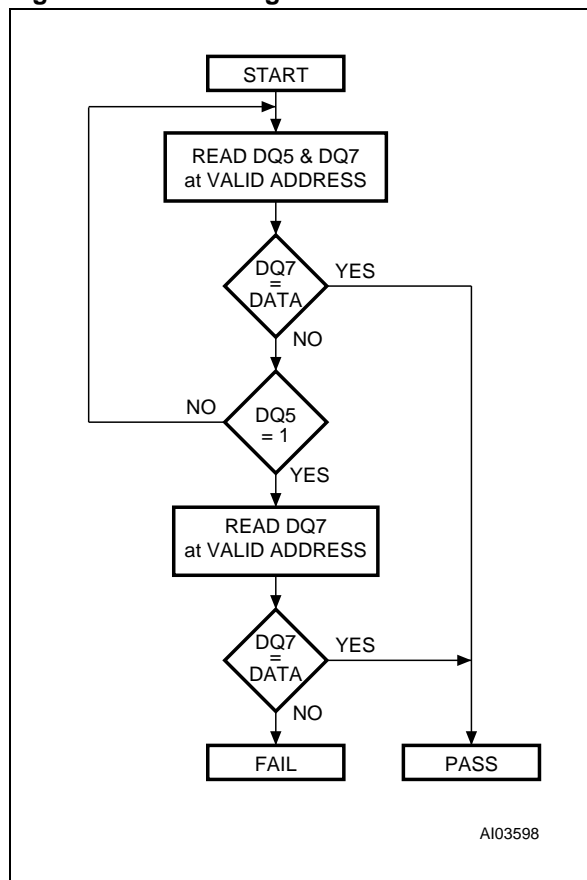 START
READ DQ5 & DQ7
at VALID ADDRESS
DQ7
=
DATA
YES
NO
DQ5
= 1
NO
YES
READ DQ7
at VALID ADDRESS
DQ7
=
DATA
YES
NO
FAIL
PASS
AI03598